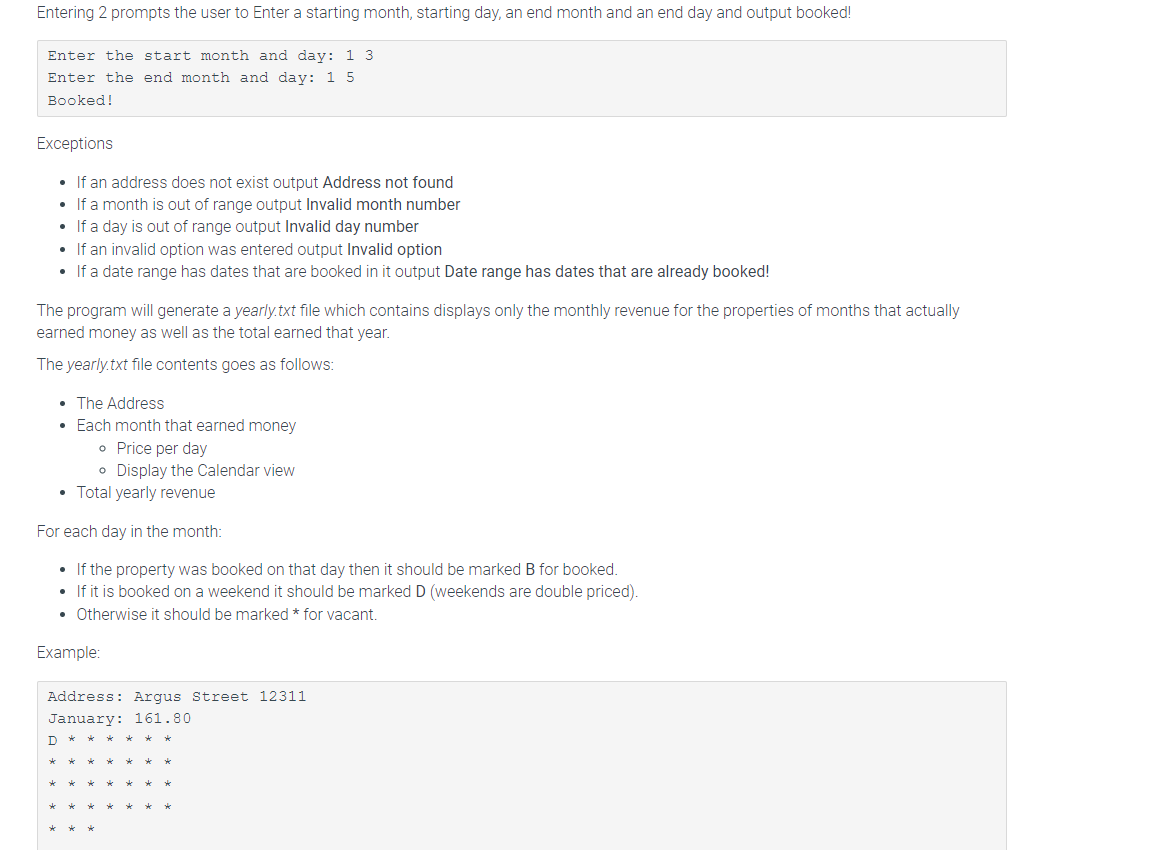 Entering 2 prompts the user to Enter a starting month, starting day, an end month and an end day and output booked!
Enter the start month and day: 1 3
Enter the end month and day: 1 5
Booked!
Exceptions
• If an address does not exist output Address not found
• If a month is out of range output Invalid month number
• If a day is out of range output Invalid day number
• If an invalid option was entered output Invalid option
• If a date range has dates that are booked in it output Date range has dates that are already booked!
The program will generate a yearly.txt file which contains displays only the monthly revenue for the properties of months that actually
earned money as well as the total earned that year.
The yearly.txt file contents goes as follows:
• The Address
• Each month that earned money
◦ Price per day
◦ Display the Calendar view
• Total yearly revenue
For each day in the month:
• If the property was booked on that day then it should be marked B for booked.
• If it is booked on a weekend it should be marked D (weekends are double priced).
• Otherwise it should be marked * for vacant.
Example:
Address: Argus Street 12311
January: 161.80
D * * * * * *
* * * * * * *
* * * * * * *
* * * * * * *
* * *